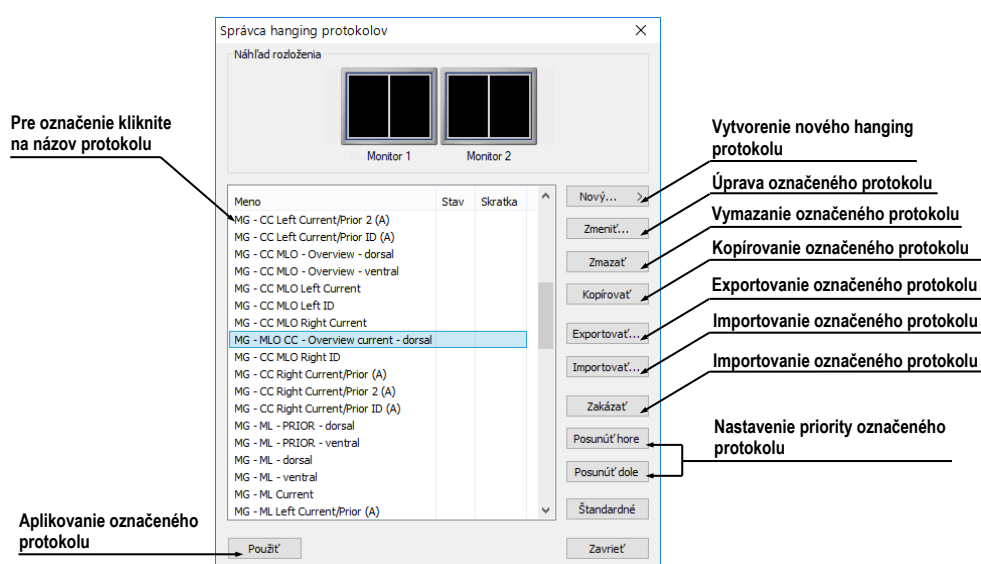 Správca hanging protokolov
Náhľad rozloženia
Monitor 1
Monitor 2
Pre označenie kliknite
na názov protokolu
Meno
Stav
Skratka
MG - CC Left Current/Prior 2 (A)
MG - CC Left Current/Prior ID (A)
MG - CC MLO - Overview - dorsal
MG - CC MLO - Overview - ventral
MG - CC MLO Left Current
MG - CC MLO Left ID
MG - CC MLO Right Current
MG - MLO CC - Overview current - dorsal
MG - CC MLO Right ID
MG - CC Right Current/Prior (A)
MG - CC Right Current/Prior 2 (A)
MG - CC Right Current/Prior ID (A)
MG - ML - PRIOR - dorsal
MG - ML - PRIOR - ventral
MG - ML - dorsal
MG - ML - ventral
MG - ML Current
MG - ML Left Current/Prior (A)
Nový...
Zmeniť...
Zmazať
Kopírovať
Exportovať...
Importovať...
Zakázať
Posunúť hore
Posunúť dole
Štandardné
Použiť
Zavrieť
Vytvorenie nového hanging
protokolu
Úprava označeného protokolu
Vymazanie označeného protokolu
Kopírovanie označeného protokolu
Exportovanie označeného protokolu
Importovanie označeného protokolu
Importovanie označeného protokolu
Nastavenie priority označeného
protokolu
Aplikovanie označeného
protokolu